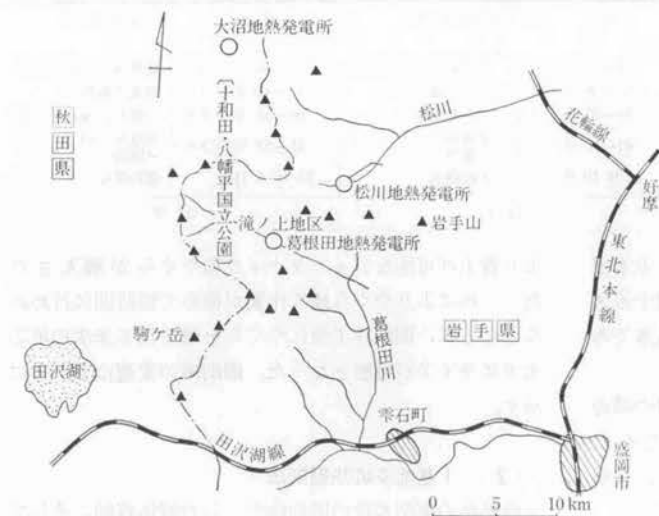 大沼地熱発電所
秋田県
〔十和田・八幡平国立公園〕
松川
花輪線
好摩
松川地熱発電所
滝ノ上地区
岩手山
葛根田地熱発電所
東北本線
葛根田川
岩手県
駒ケ岳
田沢湖
雫石町
田沢湖線
盛岡市
0 5 10 km